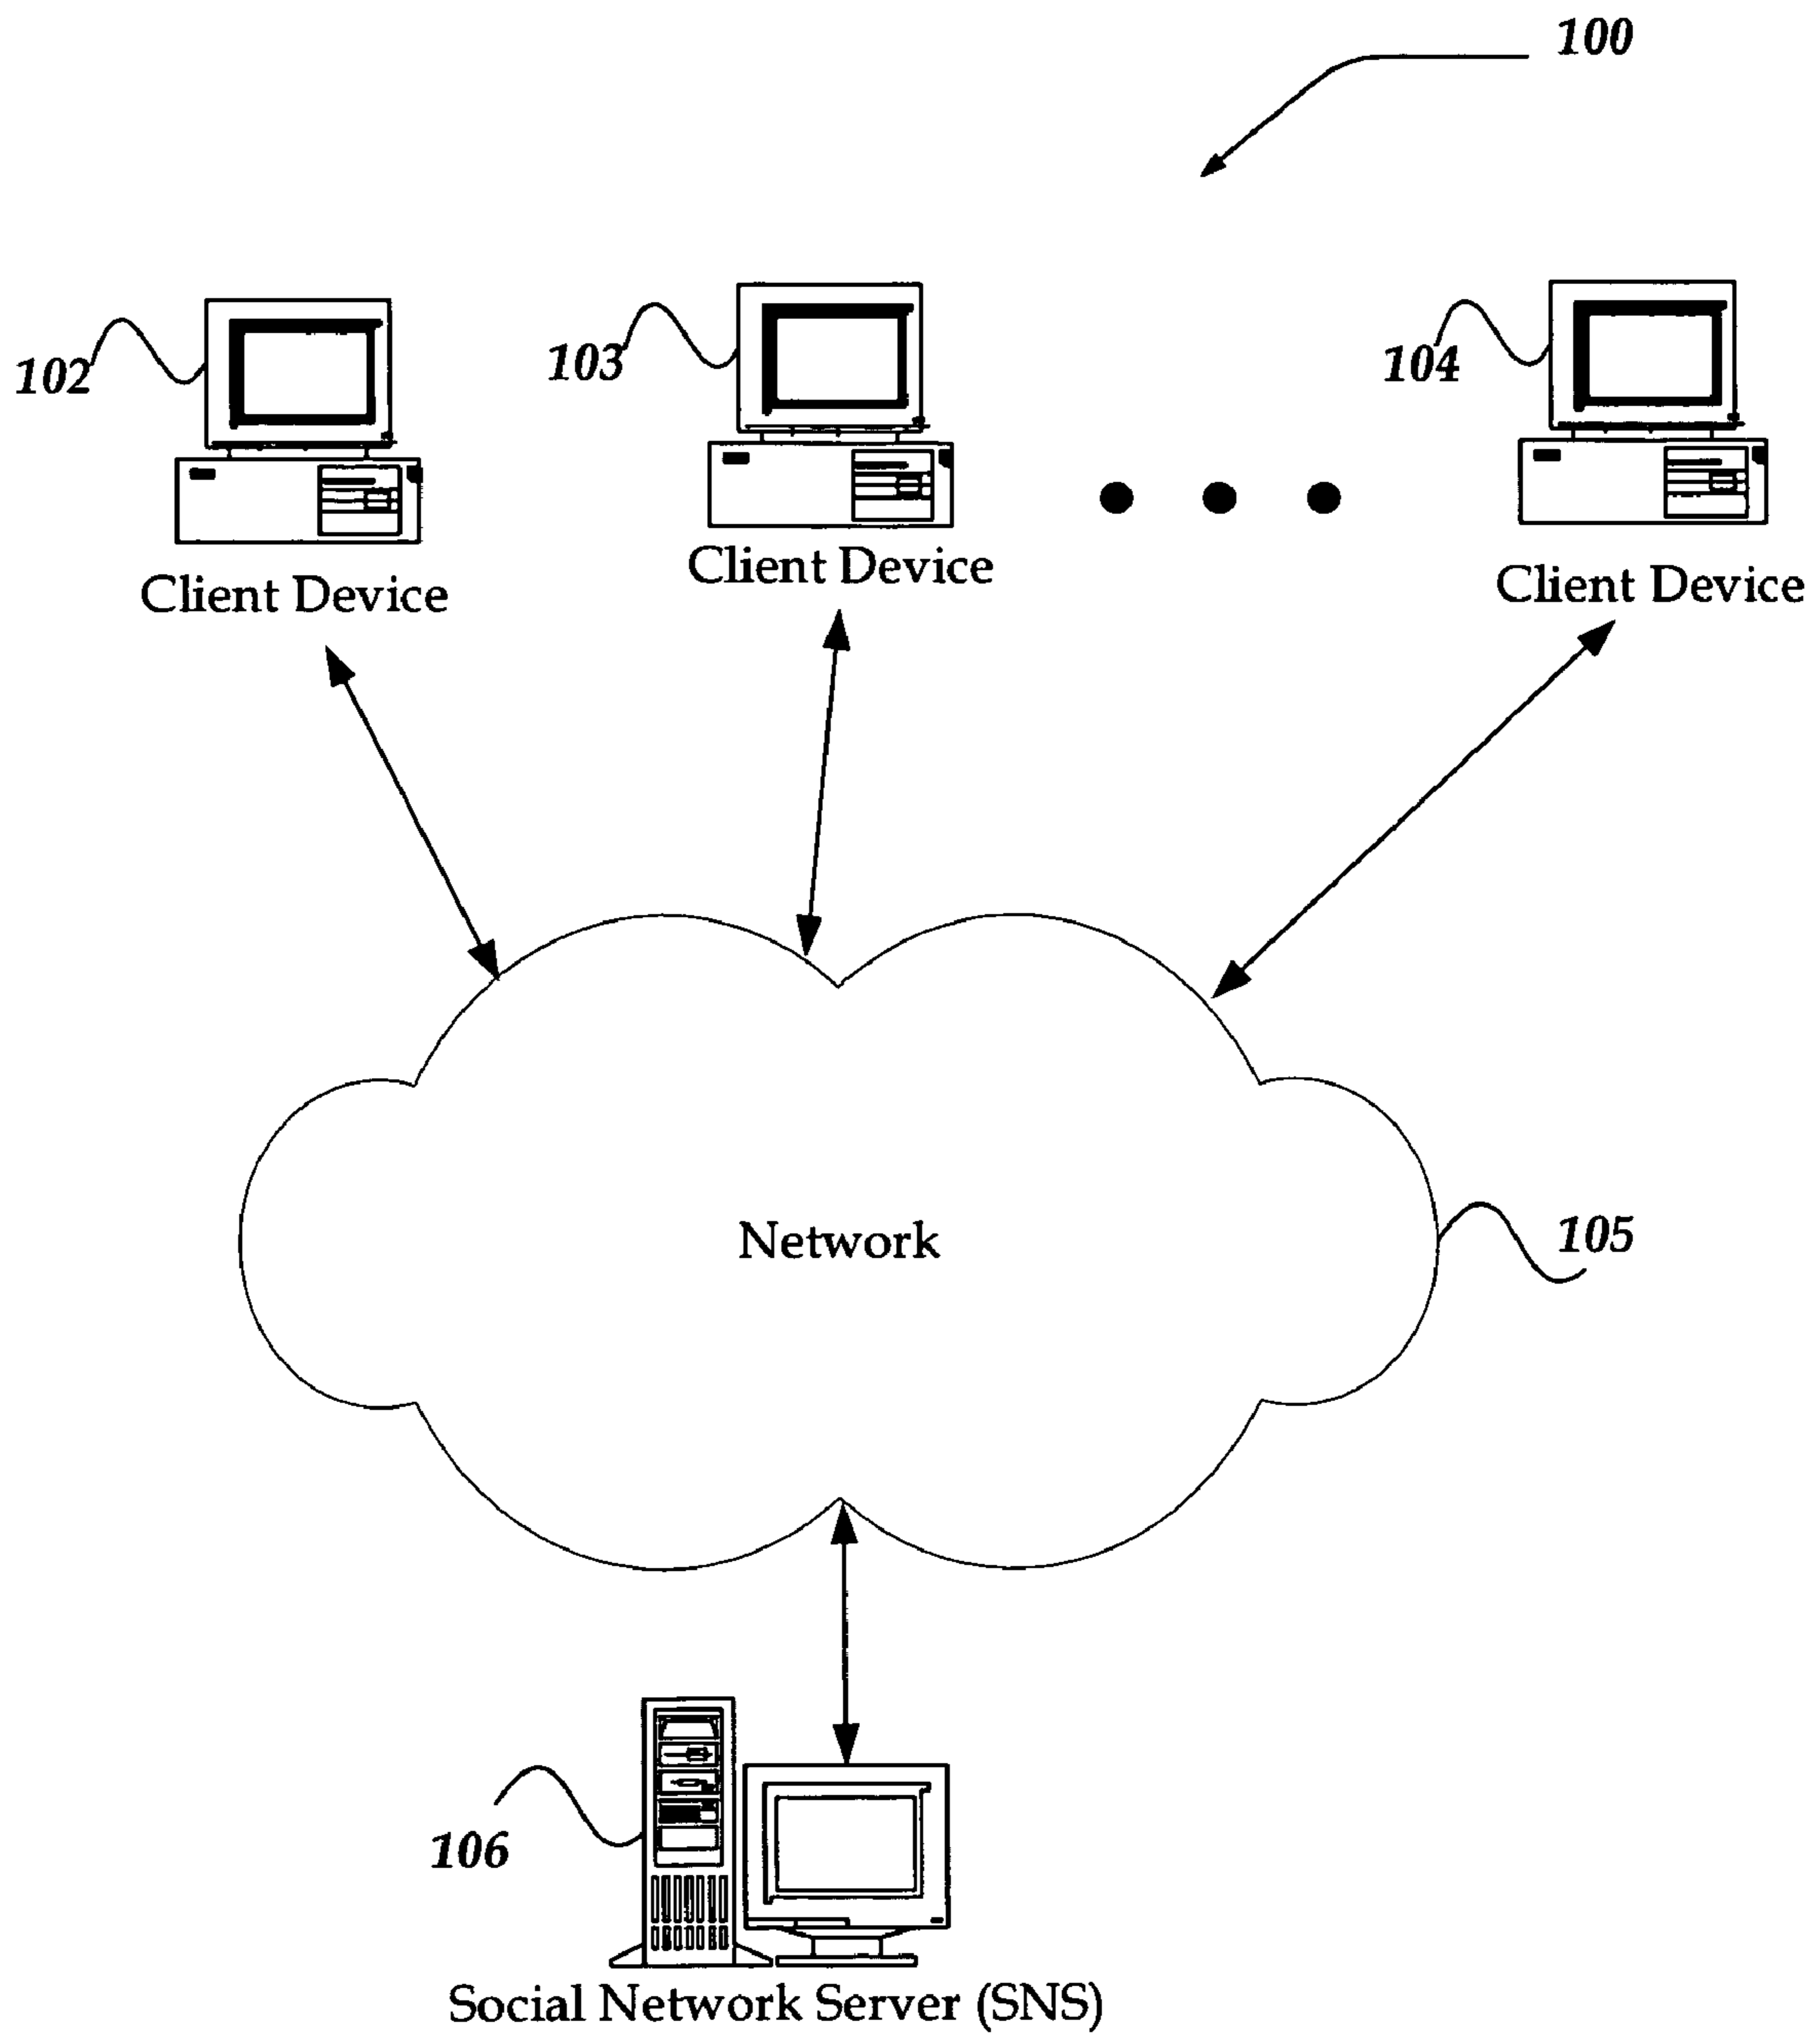 100
102
103
104
Client Device
Client Device
Client Device
Network
105
106
Social Network Server (SNS)